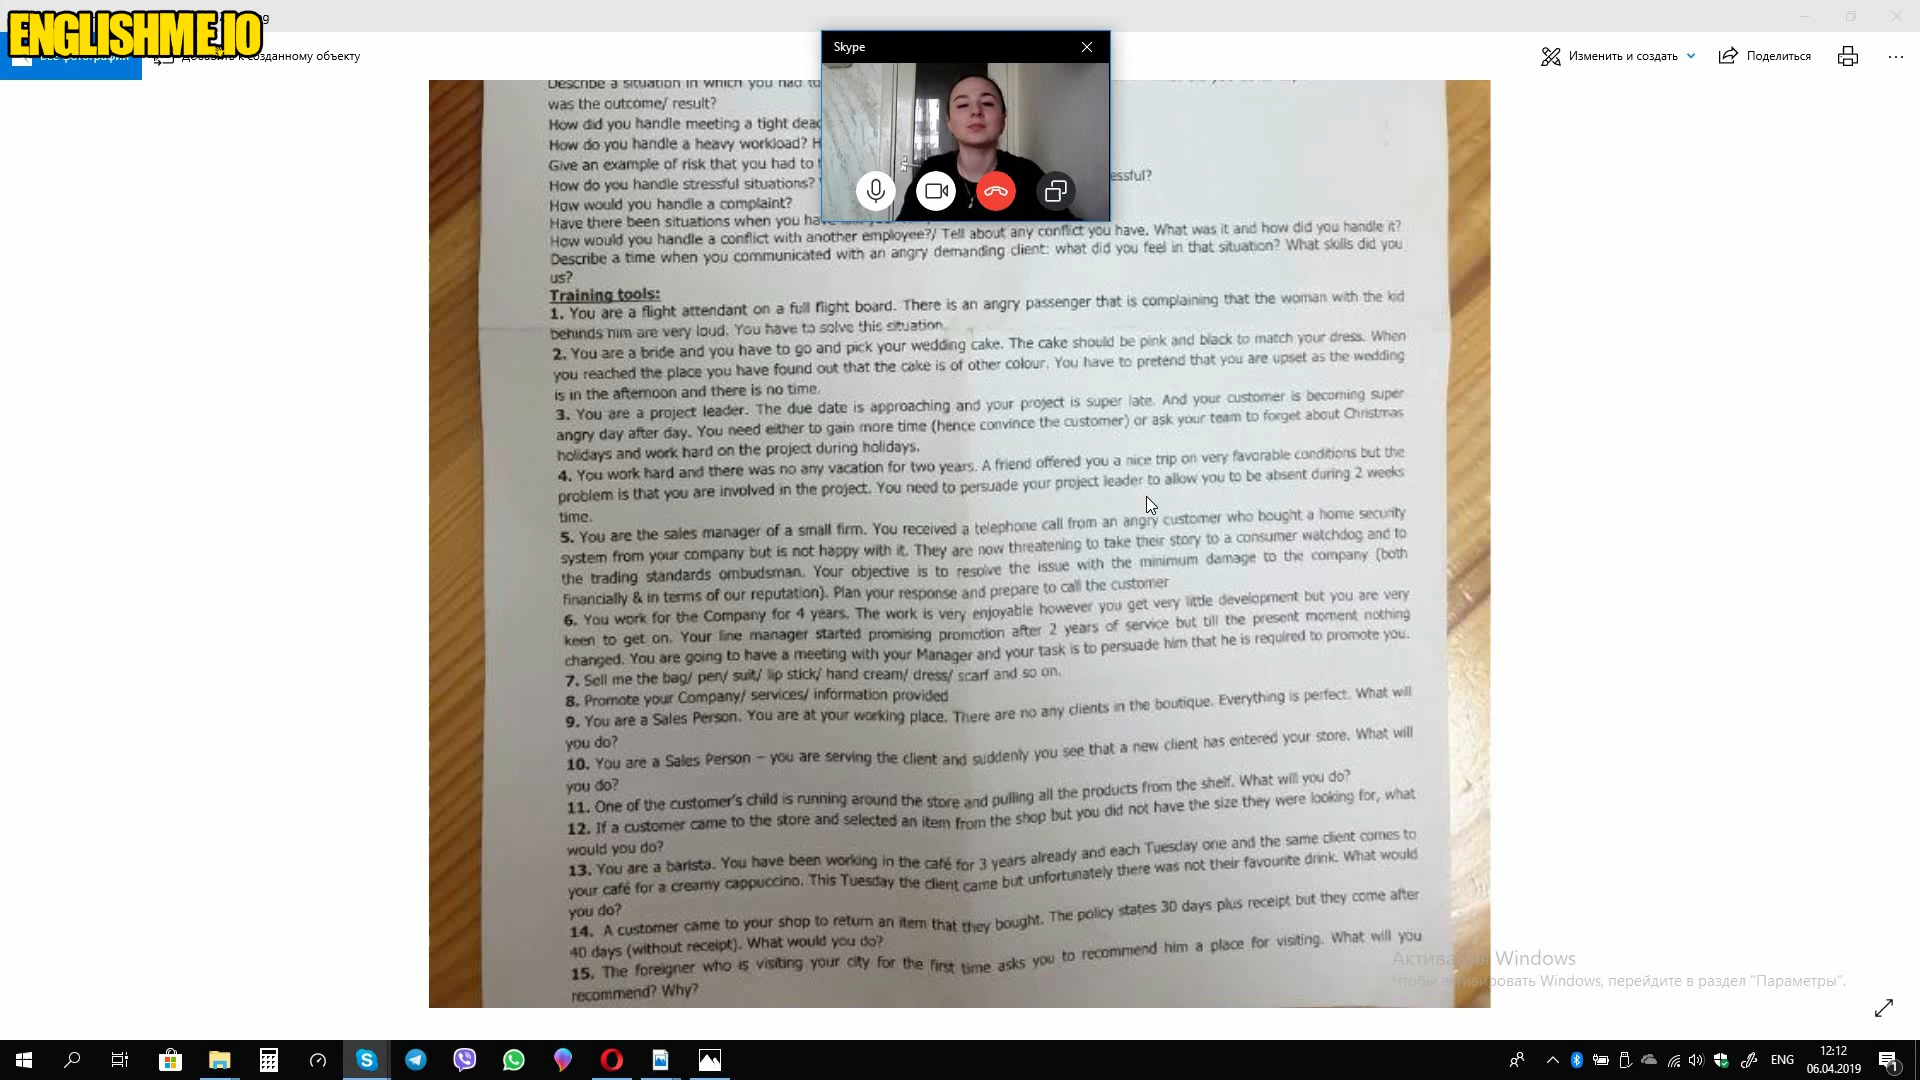 ENGLISHME.IO
Добавить к созданному объекту
Изменить и создать
Поделиться
Skype
Describe a situation in which you had to
was the outcome/ result?
How did you handle meeting a tight dead
How do you handle a heavy workload? H
Give an example of risk that you had to t
How do you handle stressful situations? essful?
How would you handle a complaint?
Have there been situations when you have
How would you handle a conflict with another employee?/ Tell about any conflict you have. What was it and how did you handle it?
Describe a time when you communicated with an angry demanding client: what did you feel in that situation? What skills did you
us?
Training tools:
1. You are a flight attendant on a full flight board. There is an angry passenger that is complaining that the woman with the kid
behinds him are very loud. You have to solve this situation.
2. You are a bride and you have to go and pick your wedding cake. The cake should be pink and black to match your dress. When
you reached the place you have found out that the cake is of other colour. You have to pretend that you are upset as the wedding
is in the afternoon and there is no time.
3. You are a project leader. The due date is approaching and your project is super late. And your customer is becoming super
angry day after day. You need either to gain more time (hence convince the customer) or ask your team to forget about Christmas
holidays and work hard on the project during holidays.
4. You work hard and there was no any vacation for two years. A friend offered you a nice trip on very favorable conditions but the
problem is that you are involved in the project. You need to persuade your project leader to allow you to be absent during 2 weeks
time.
5. You are the sales manager of a small firm. You received a telephone call from an angry customer who bought a home security
system from your company but is not happy with it. They are now threatening to take their story to a consumer watchdog and to
the trading standards ombudsman. Your objective is to resolve the issue with the minimum damage to the company (both
financially & in terms of our reputation). Plan your response and prepare to call the customer
6. You work for the Company for 4 years. The work is very enjoyable however you get very little development but you are very
keen to get on. Your line manager started promising promotion after 2 years of service but till the present moment nothing
changed. You are going to have a meeting with your Manager and your task is to persuade him that he is required to promote you.
7. Sell me the bag/ pen/ suit/ lip stick/ hand cream/ dress/ scarf and so on.
8. Promote your Company/ services/ information provided
9. You are a Sales Person. You are at your working place. There are no any clients in the boutique. Everything is perfect. What will
you do?
10. You are a Sales Person – you are serving the client and suddenly you see that a new client has entered your store. What will
you do?
11. One of the customer's child is running around the store and pulling all the products from the shelf. What will you do?
12. If a customer came to the store and selected an item from the shop but you did not have the size they were looking for, what
would you do?
13. You are a barista. You have been working in the café for 3 years already and each Tuesday one and the same client comes to
your café for a creamy cappuccino. This Tuesday the client came but unfortunately there was not their favourite drink. What would
you do?
14. A customer came to your shop to return an item that they bought. The policy states 30 days plus receipt but they come after
40 days (without receipt). What would you do?
15. The foreigner who is visiting your city for the first time asks you to recommend him a place for visiting. What will you
recommend? Why?
Активация Windows
Чтобы активировать Windows, перейдите в раздел "Параметры".
ENG
12:12
06.04.2019
1